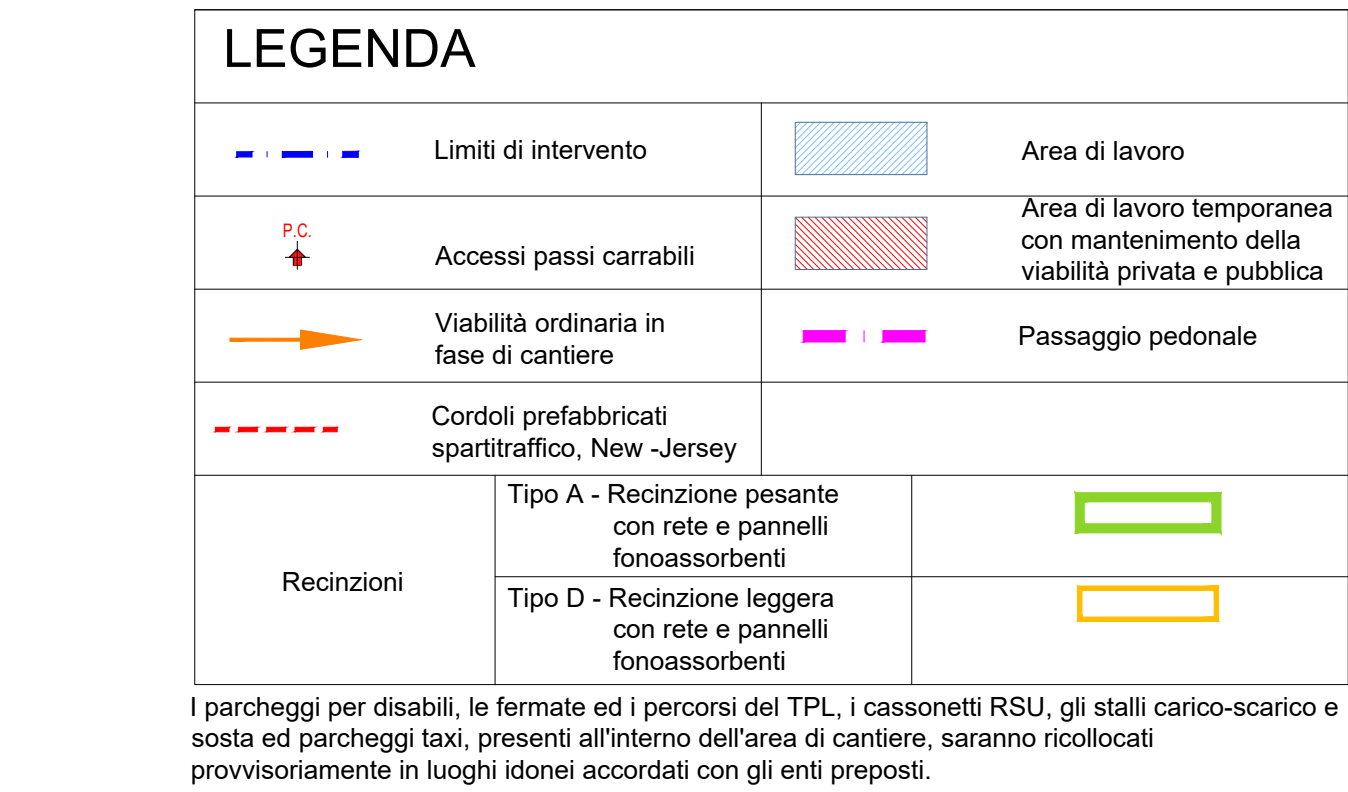 LEGENDA
Limiti di intervento
Area di lavoro
P.C.
Accessi passi carrabili
Area di lavoro temporanea
con mantenimento della
viabilità privata e pubblica
Viabilità ordinaria in
fase di cantiere
Passaggio pedonale
Cordoli prefabbricati
spartitraffico, New -Jersey
Recinzioni
Tipo A - Recinzione pesante
con rete e pannelli
fonoassorbenti
Tipo D - Recinzione leggera
con rete e pannelli
fonoassorbenti
I parcheggi per disabili, le fermate ed i percorsi del TPL, i cassonetti RSU, gli stalli carico-scarico e
sosta ed parcheggi taxi, presenti all'interno dell'area di cantiere, saranno ricollocati
provvisoriamente in luoghi idonei accordati con gli enti preposti.